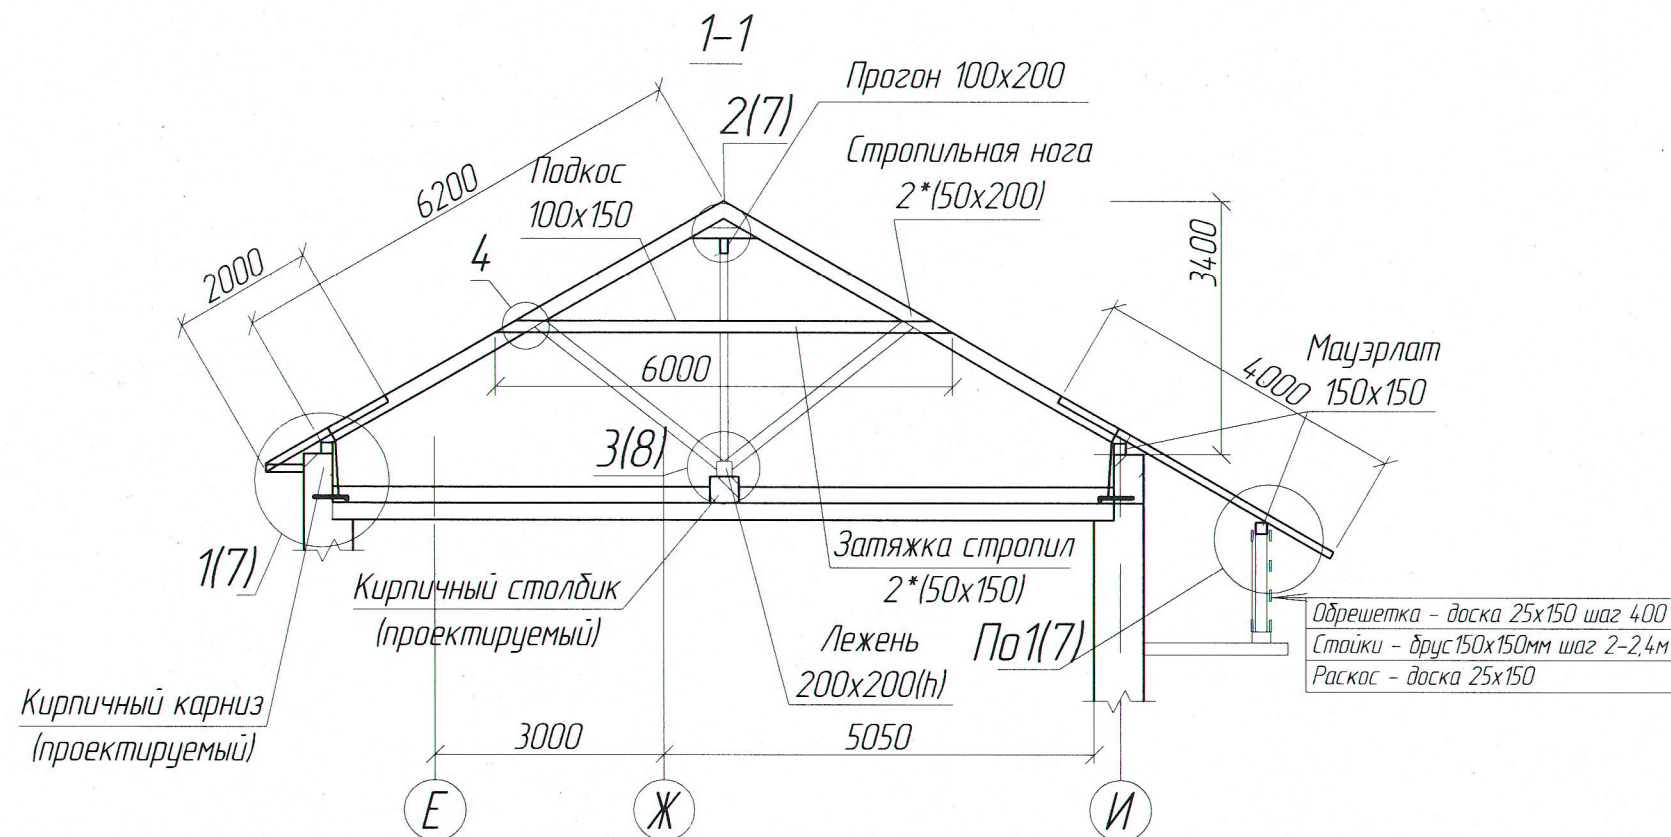 1-1
Прогон 100х200
2(7)
Стропильная нога
2*(50х200)
Подкос
100х150
6200
2000
4
3400
4000
Мауэрлат
150х150
6000
3(8)
1(7)
Затяжка стропил
2*(50х150)
Кирпичный столбик
(проектируемый)
Лежень
200х200(h)
По1(7)
Обрешетка - доска 25х150 шаг 400
Стойки - брус150х150мм шаг 2-2,4м
Раскос - доска 25х150
Кирпичный карниз
(проектируемый)
3000
5050
Е
Ж
И